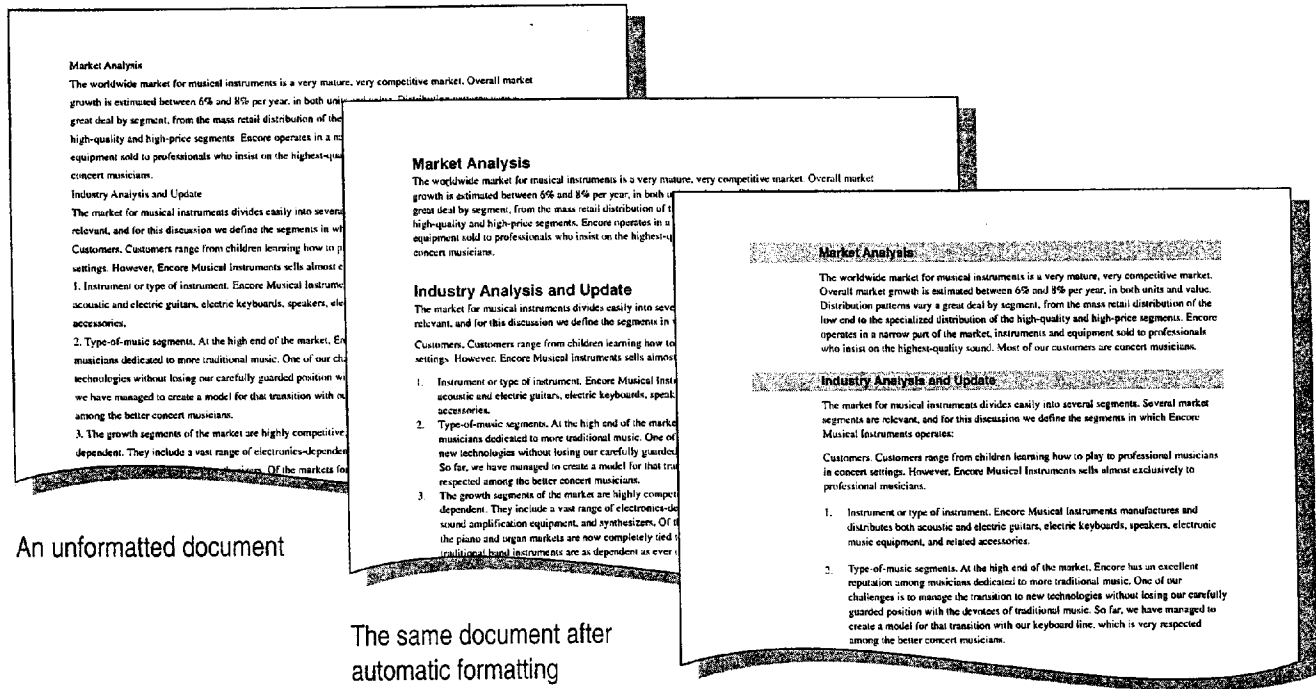 Market Analysis
The worldwide market for musical instruments is a very mature, very competitive market. Overall market
growth is estimated between 6% and 8% per year, in both
great deal by segment, from the mass retail distribution of the
high-quality and high-price segments. Encore operates in a
equipment sold to professionals who insist on the
concert musicians.
Industry Analysis and Update
The market for musical instruments divides easily into
relevant, and for this discussion we define the segments in
Customers. Customers range from children learning how to
settings. However, Encore Musical Instruments sells almost
1. Instrument or type of instrument. Encore Musical
acoustic and electric guitars, electric keyboards, speakers,
accessories.
2. Type-of-music segments. At the high end of the market,
musicians dedicated to more traditional music. One of our
technologies without losing our carefully guarded position
we have managed to create a model for that transition with
among the better concert musicians.
3. The growth segments of the market are highly competitive
dependent. They include a vast range of
Of the markets
An unformatted document
Market Analysis
The worldwide market for musical instruments is a very mature, very competitive market. Overall market
growth is estimated between 6% and 8% per year, in both
great deal by segment, from the mass retail distribution of
high-quality and high-price segments. Encore operates in a
equipment sold to professionals who insist on the
concert musicians.
Industry Analysis and Update
The market for musical instruments divides easily into
relevant, and for this discussion we define the segments in
Customers. Customers range from children learning how to
settings. However, Encore Musical Instruments sells almost
1. Instrument or type of instrument. Encore Musical
acoustic and electric guitars, electric keyboards,
accessories.
2. Type-of-music segments. At the high end of the
musicians dedicated to more traditional music. One of
new technologies without losing our carefully guarded
So far, we have managed to create a model for that
respected among the better concert musicians.
3. The growth segments of the market are highly
dependent. They include a vast range of
sound amplification equipment, and synthesizers. Of
the piano and organ markets are now completely tied
traditional band instruments are as dependent as ever
The same document after
automatic formatting
Market Analysis
The worldwide market for musical instruments is a very mature, very competitive market.
Overall market growth is estimated between 6% and 8% per year, in both units and value.
Distribution patterns vary a great deal by segment, from the mass retail distribution of the
low end to the specialized distribution of the high-quality and high-price segments. Encore
operates in a narrow part of the market, instruments and equipment sold to professionals
who insist on the highest-quality sound. Most of our customers are concert musicians.
Industry Analysis and Update
The market for musical instruments divides easily into several segments. Several market
segments are relevant, and for this discussion we define the segments in which Encore
Musical Instruments operates:
Customers. Customers range from children learning how to play to professional musicians
in concert settings. However, Encore Musical Instruments sells almost exclusively to
professional musicians.
1. Instrument or type of instrument. Encore Musical Instruments manufactures and
distributes both acoustic and electric guitars, electric keyboards, speakers, electronic
music equipment, and related accessories.
2. Type-of-music segments. At the high end of the market, Encore has an excellent
reputation among musicians dedicated to more traditional music. One of our
challenges is to manage the transition to new technologies without losing our carefully
guarded position with the devotees of traditional music. So far, we have managed to
create a model for that transition with our keyboard line, which is very respected
among the better concert musicians.